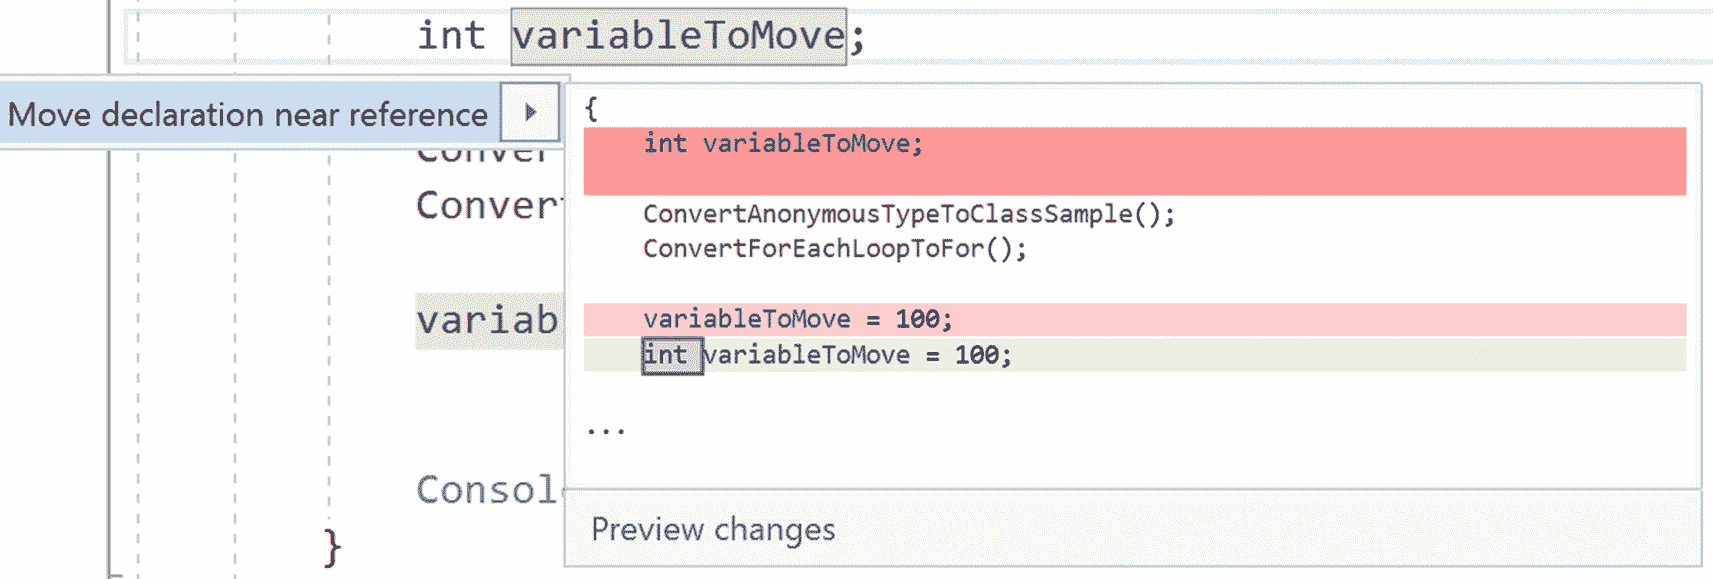 int variableToMove;
Move declaration near reference
{
int variableToMove;
Conver
ConvertAnonymousTypeToClassSample();
Conver
ConvertForEachLoopToFor();
variab
variableToMove = 100;
int variableToMove = 100;
...
Consol
Preview changes
}